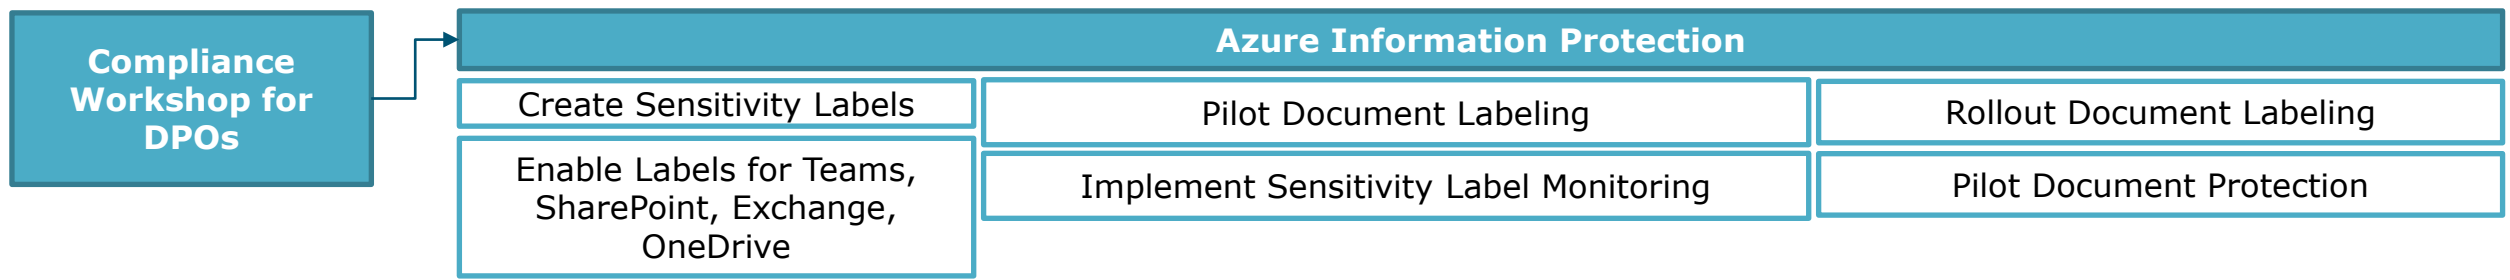 Compliance
Workshop for
DPOs
Azure Information Protection
Create Sensitivity Labels
Enable Labels for Teams,
SharePoint, Exchange,
OneDrive
Pilot Document Labeling
Implement Sensitivity Label Monitoring
Rollout Document Labeling
Pilot Document Protection